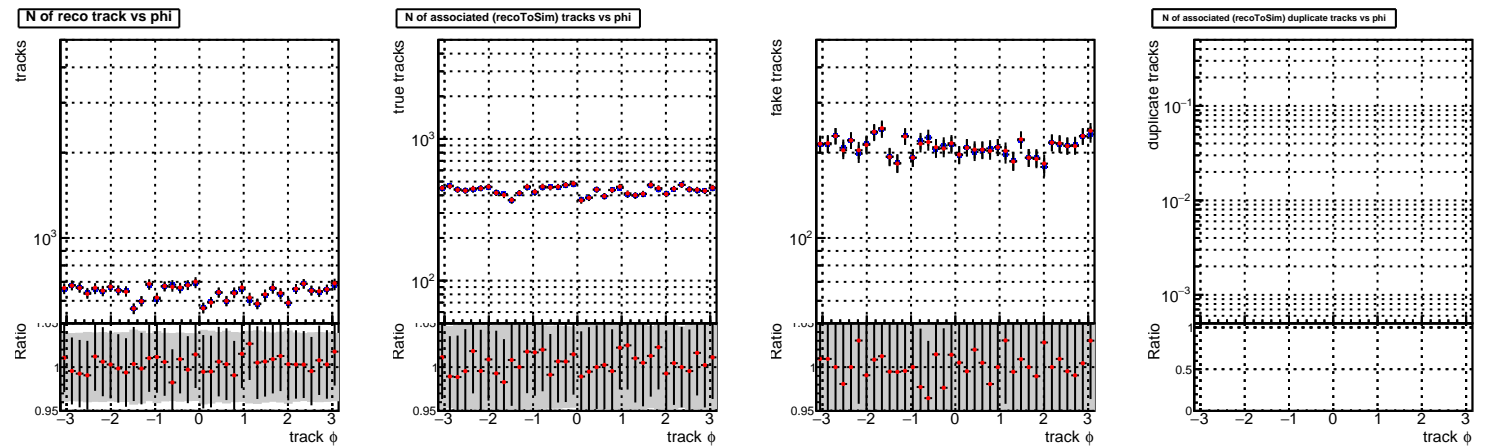 N of reco track vs phi
tracks
10³
Ratio
1.05
1
0.95
−3 −2 −1 0 1 2 3
track ϕ
N of associated (recoToSim) tracks vs phi
true tracks
10³
10²
Ratio
1.05
1
0.95
−3 −2 −1 0 1 2 3
track ϕ
fake tracks
10²
Ratio
1.05
1
0.95
−3 −2 −1 0 1 2 3
track ϕ
N of associated (recoToSim) duplicate tracks vs phi
duplicate tracks
10⁻¹
10⁻²
10⁻³
Ratio
1
0.5
0
−3 −2 −1 0 1 2 3
track ϕ